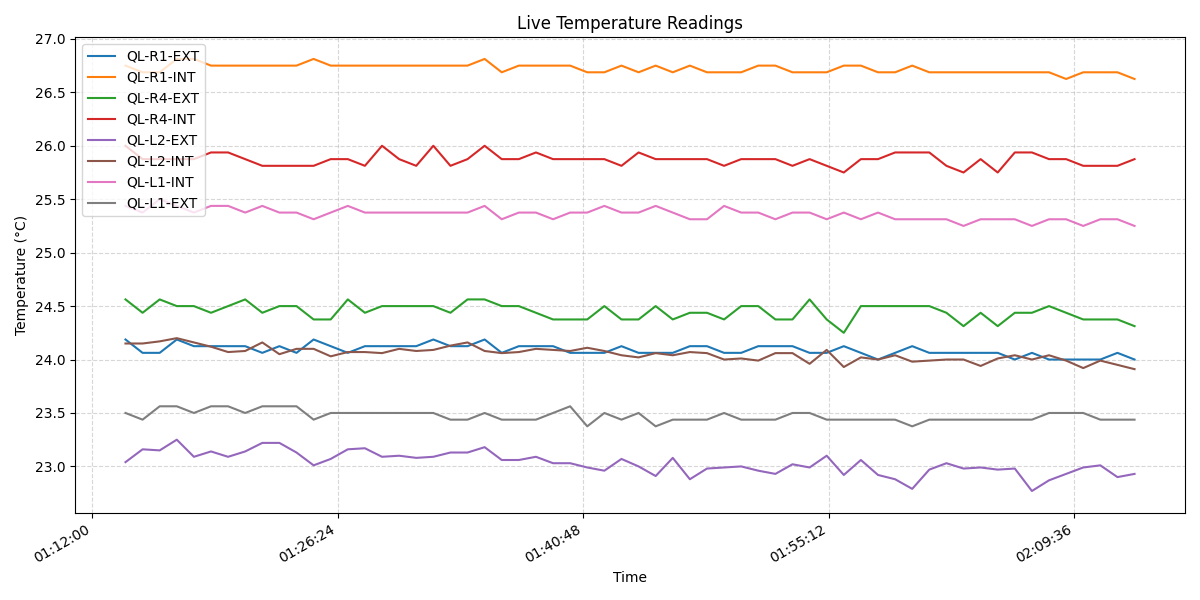 Live Temperature Readings
27.0
26.5
26.0
25.5
25.0
24.5
24.0
23.5
23.0
Temperature (°C)
QL-R1-EXT
QL-R1-INT
QL-R4-EXT
QL-R4-INT
QL-L2-EXT
QL-L2-INT
QL-L1-INT
QL-L1-EXT
01:12:00
01:26:24
01:40:48
01:55:12
02:09:36
Time